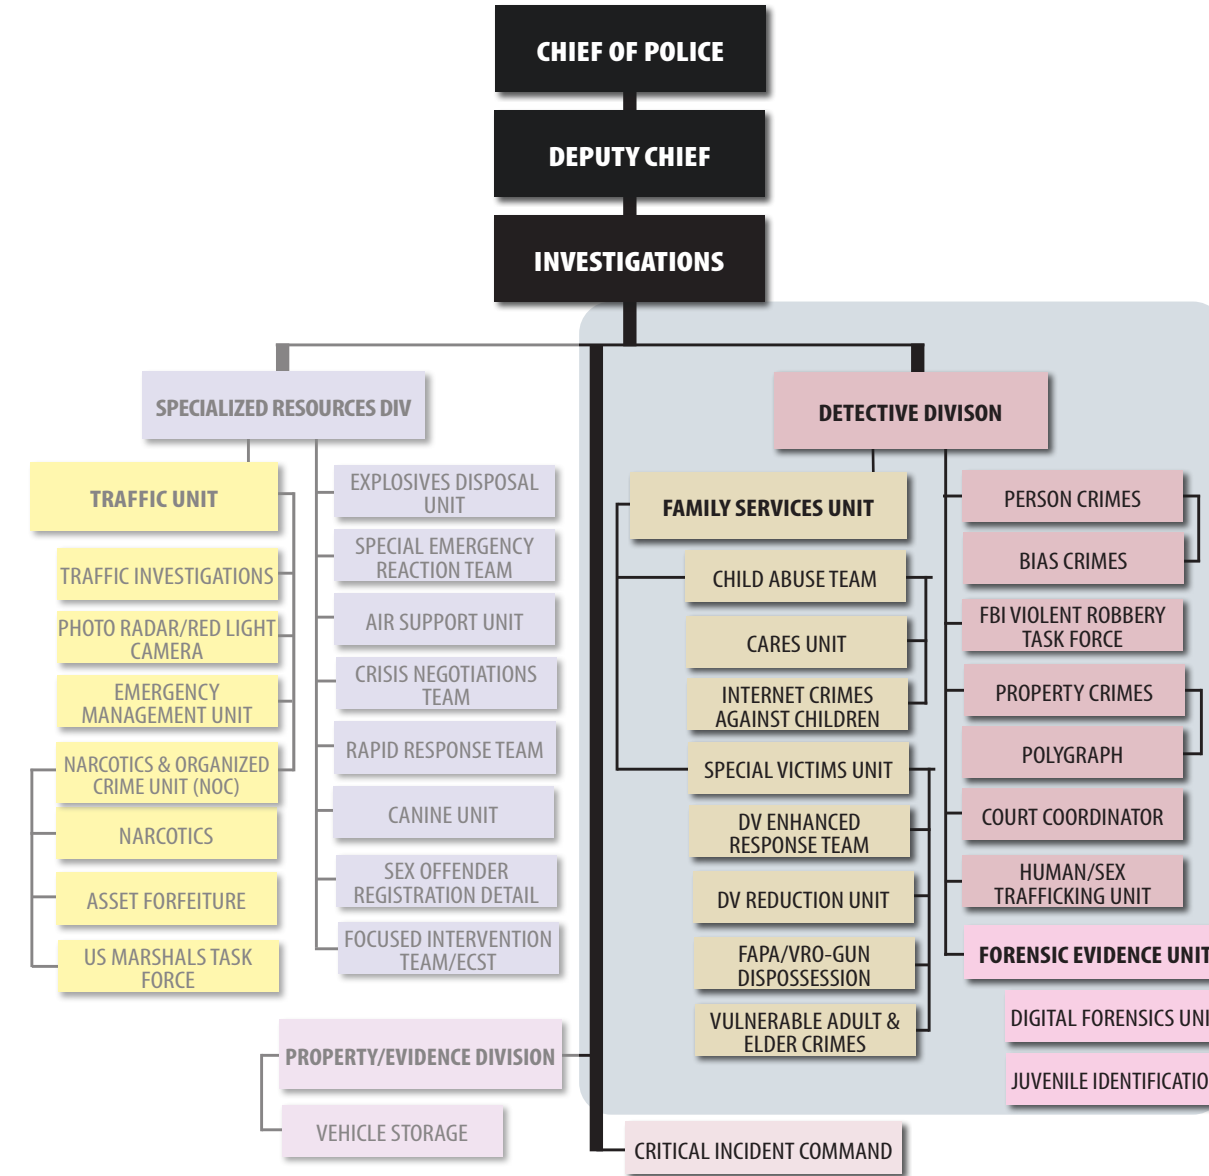 CHIEF OF POLICE
DEPUTY CHIEF
INVESTIGATIONS
SPECIALIZED RESOURCES DIV
TRAFFIC UNIT
TRAFFIC INVESTIGATIONS
PHOTO RADAR/RED LIGHT
CAMERA
EMERGENCY
MANAGEMENT UNIT
NARCOTICS & ORGANIZED
CRIME UNIT (NOC)
NARCOTICS
ASSET FORFEITURE
US MARSHALS TASK
FORCE
EXPLOSIVES DISPOSAL
UNIT
SPECIAL EMERGENCY
REACTION TEAM
AIR SUPPORT UNIT
CRISIS NEGOTIATIONS
TEAM
RAPID RESPONSE TEAM
CANINE UNIT
SEX OFFENDER
REGISTRATION DETAIL
FOCUSED INTERVENTION
TEAM/ECST
PROPERTY/EVIDENCE DIVISION
VEHICLE STORAGE
CRITICAL INCIDENT COMMAND
DETECTIVE DIVISON
FAMILY SERVICES UNIT
CHILD ABUSE TEAM
CARES UNIT
INTERNET CRIMES
AGAINST CHILDREN
SPECIAL VICTIMS UNIT
DV ENHANCED
RESPONSE TEAM
DV REDUCTION UNIT
FAPA/VRO-GUN
DISPOSSESSION
VULNERABLE ADULT &
ELDER CRIMES
PERSON CRIMES
BIAS CRIMES
FBI VIOLENT ROBBERY
TASK FORCE
PROPERTY CRIMES
POLYGRAPH
COURT COORDINATOR
HUMAN/SEX
TRAFFICKING UNIT
FORENSIC EVIDENCE UNIT
DIGITAL FORENSICS UNI
JUVENILE IDENTIFICATIO